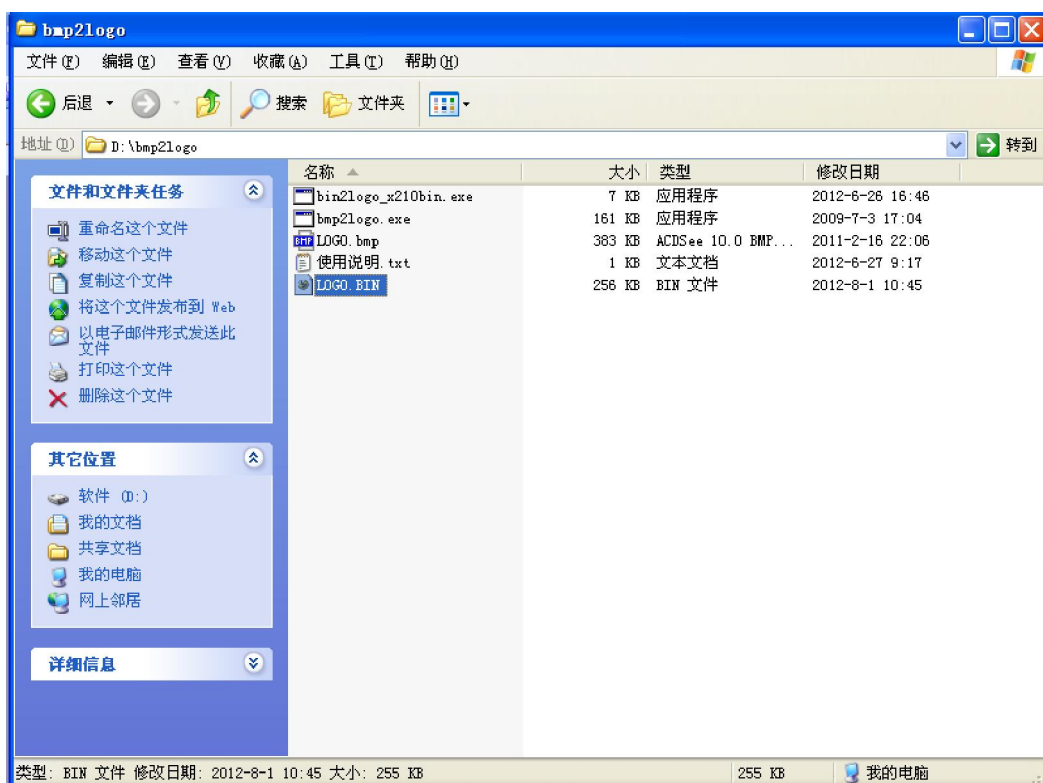 bmp2logo
文件(F) 编辑(E) 查看(V) 收藏(A) 工具(T) 帮助(H)
后退 搜索 文件夹
地址(D) D:\bmp2logo 转到
文件和文件夹任务
重命名这个文件
移动这个文件
复制这个文件
将这个文件发布到 Web
以电子邮件形式发送此
文件
打印这个文件
删除这个文件
其它位置
软件 (D:)
我的文档
共享文档
我的电脑
网上邻居
详细信息
名称 大小 类型 修改日期
bin2logo_x210bin.exe 7 KB 应用程序 2012-6-26 16:46
bmp2logo.exe 161 KB 应用程序 2009-7-3 17:04
BMP LOGO.bmp 383 KB ACDSee 10.0 BMP... 2011-2-16 22:06
使用说明.txt 1 KB 文本文档 2012-6-27 9:17
LOGO.BIN 256 KB BIN 文件 2012-8-1 10:45
类型: BIN 文件 修改日期: 2012-8-1 10:45 大小: 255 KB 255 KB 我的电脑